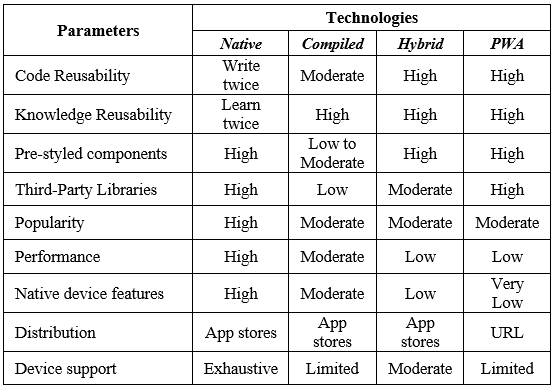 Parameters
Technologies
Native Compiled Hybrid PWA
Code Reusability Write twice Moderate High High
Knowledge Reusability Learn twice High High High
Pre-styled components High Low to Moderate High High
Third-Party Libraries High Low Moderate High
Popularity High Moderate Moderate Moderate
Performance High Moderate Low Low
Native device features High Moderate Low Very Low
Distribution App stores App stores App stores URL
Device support Exhaustive Limited Moderate Limited